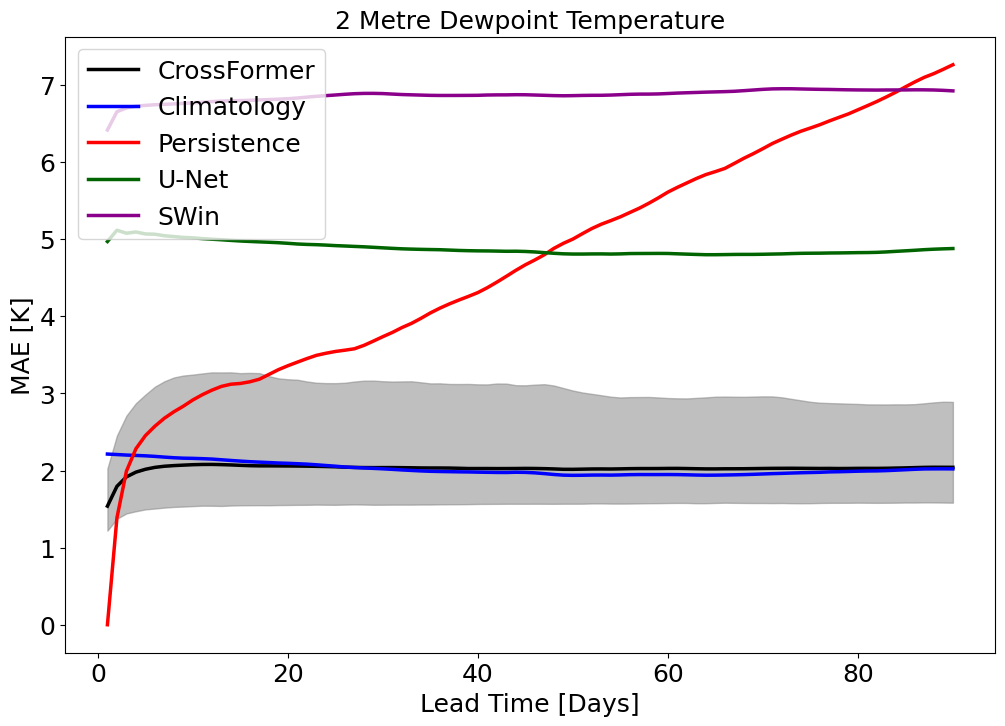 2 Metre Dewpoint Temperature
CrossFormer
Climatology
Persistence
U-Net
SWin
MAE [K]
7
6
5
4
3
2
1
0
0 20 40 60 80
Lead Time [Days]